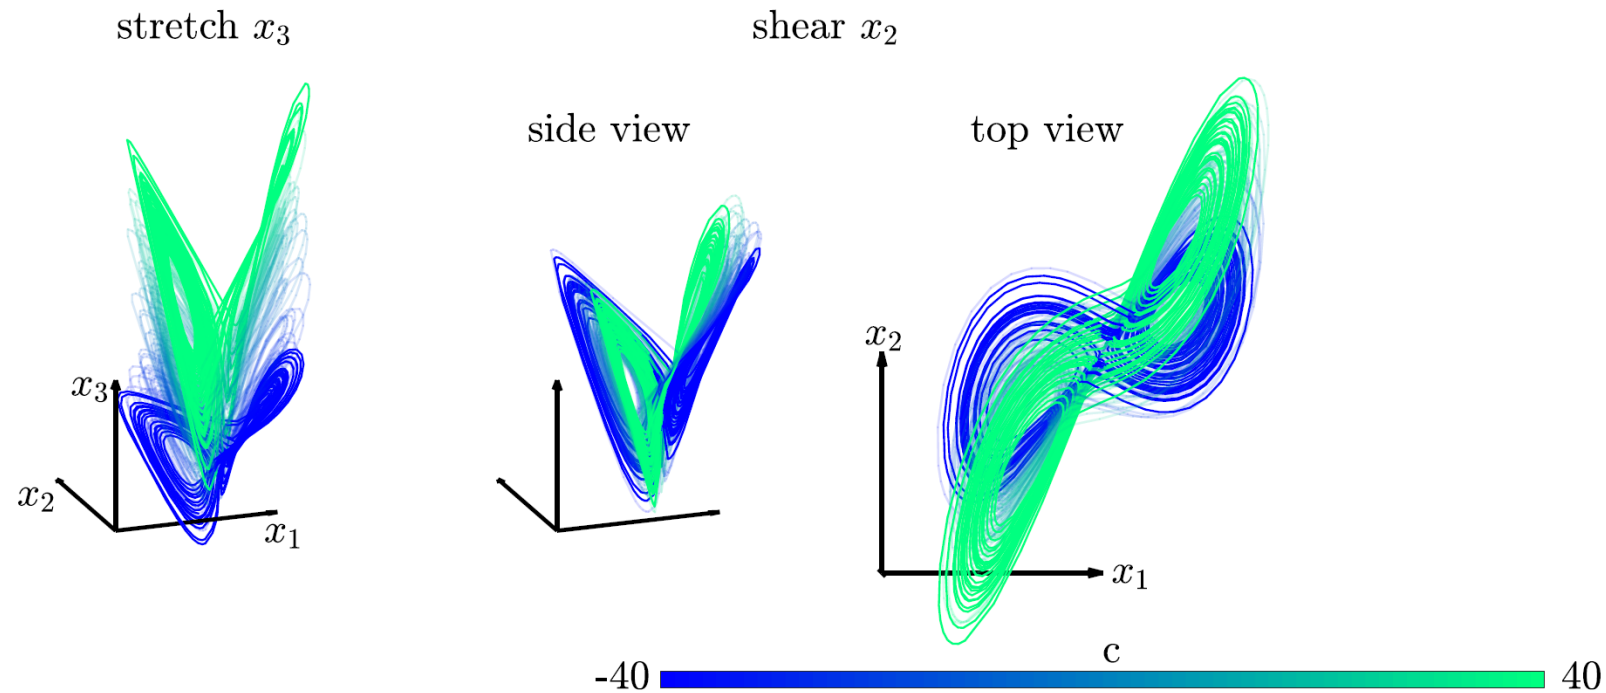 stretch x₃
shear x₂
side view
top view
x₃
x₂
x₁
x₂
x₁
c
-40
40